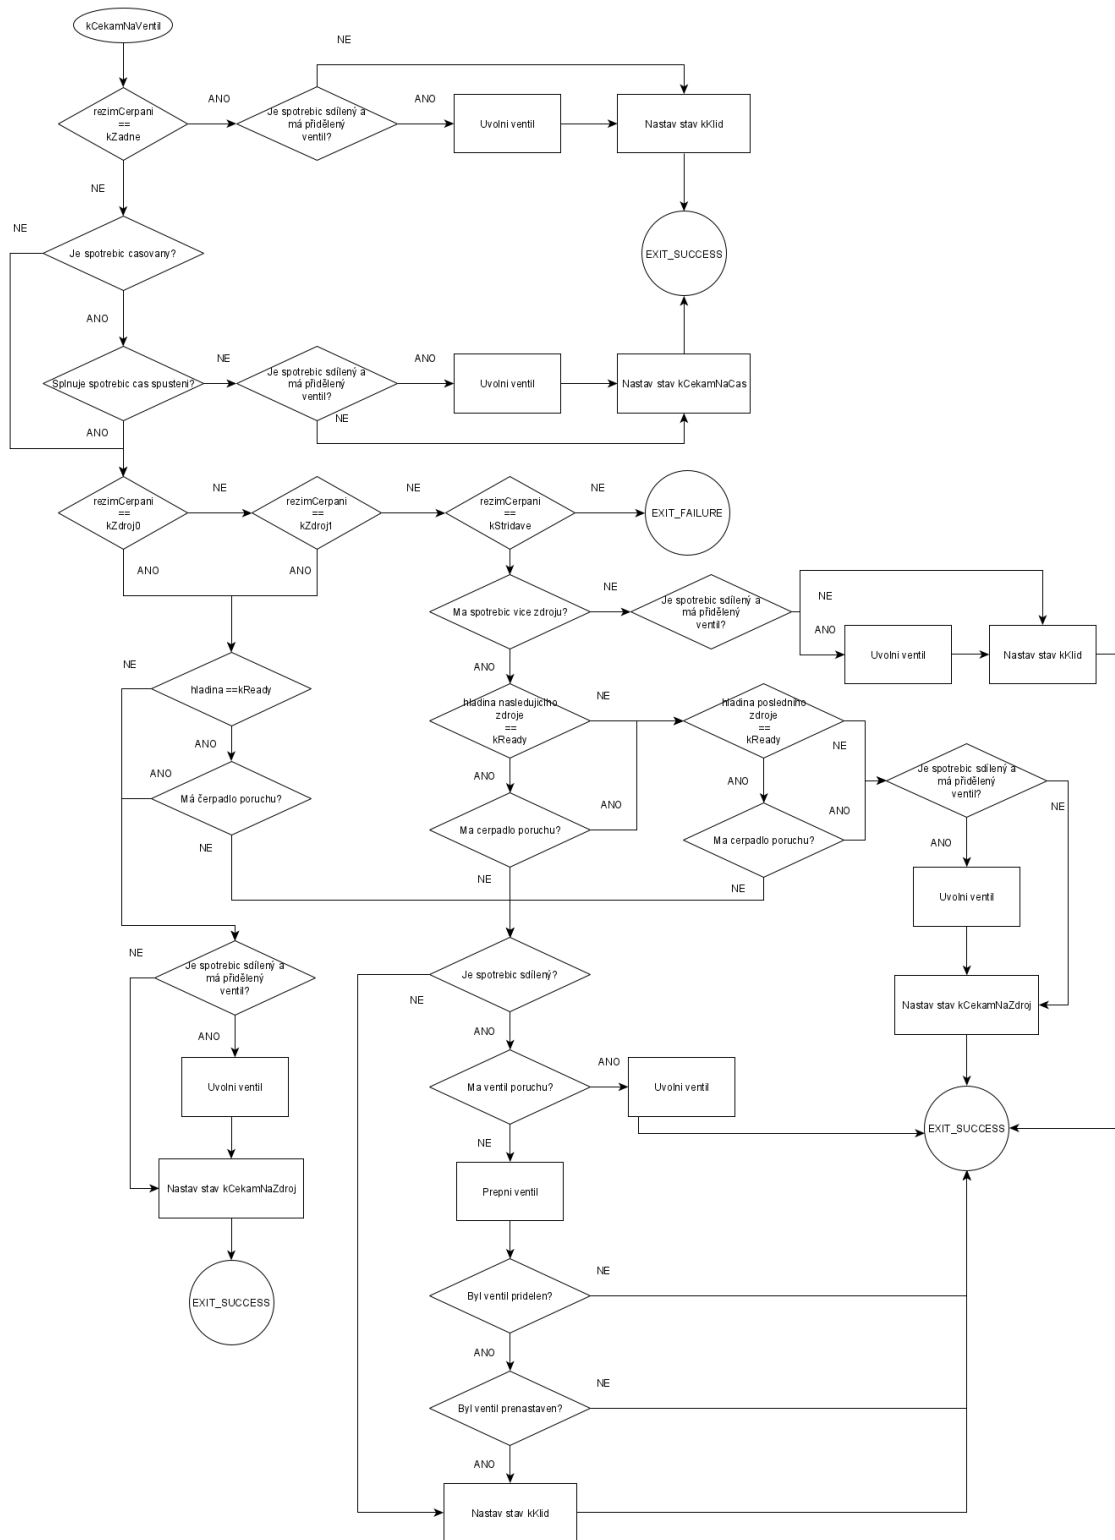 kCekamNaVentil
NE
rezimCerpani
==
kZadne
ANO
Je spotrebic sdílený a
má přidělený
ventil?
ANO
Uvolni ventil
Nastav stav kKlid
NE
NE
Je spotrebic casovany?
EXIT_SUCCESS
ANO
Splnuje spotrebic cas spusteni?
NE
Je spotrebic sdílený a
má přidělený
ventil?
ANO
Uvolni ventil
Nastav stav kCekamNaCas
NE
ANO
rezimCerpani
==
kZdroj0
NE
rezimCerpani
==
kZdroj1
NE
rezimCerpani
==
kStridave
NE
EXIT_FAILURE
ANO
ANO
Ma spotrebic vice zdroju?
NE
Je spotrebic sdílený a
má přidělený
ventil?
NE
ANO
Uvolni ventil
Nastav stav kKlid
NE
hladina ==kReady
ANO
hladina nasledujiciho
zdroje
==
kReady
NE
hladina posledniho
zdroje
==
kReady
NE
ANO
ANO
Má čerpadlo poruchu?
ANO
Ma cerpadlo poruchu?
ANO
ANO
Ma cerpadlo poruchu?
ANO
Je spotrebic sdílený a
má přidělený
ventil?
NE
ANO
NE
NE
NE
Uvolni ventil
NE
Je spotrebic sdílený a
má přidělený
ventil?
Je spotrebic sdílený?
NE
Nastav stav kCekamNaZdroj
ANO
ANO
Uvolni ventil
Ma ventil poruchu?
ANO
Uvolni ventil
EXIT_SUCCESS
NE
Nastav stav kCekamNaZdroj
Prepni ventil
EXIT_SUCCESS
Byl ventil pridelen?
NE
ANO
Byl ventil prenastaven?
NE
ANO
Nastav stav kKlid